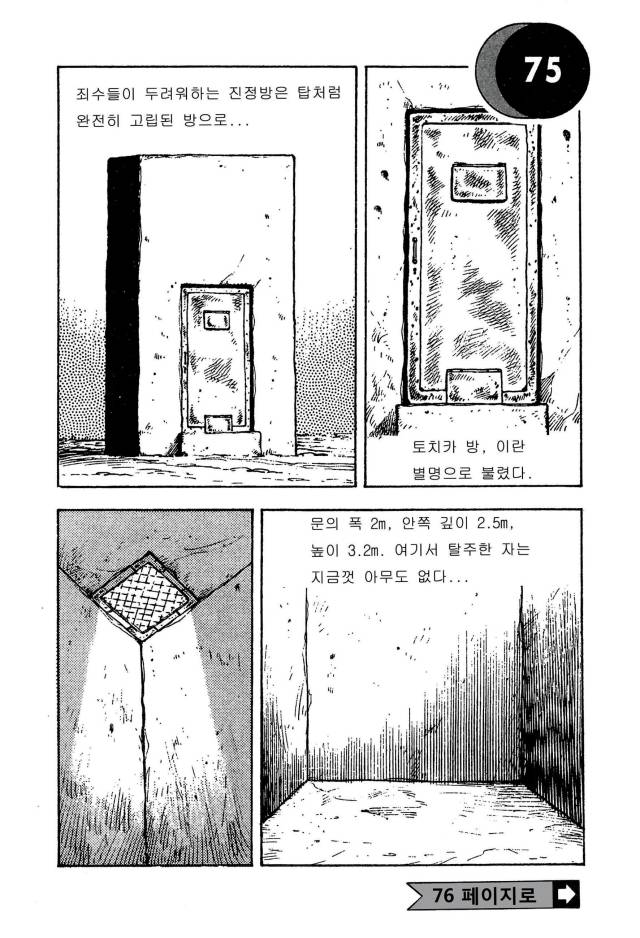 75
죄수들이 두려워하는 진정방은 탑처럼
완전히 고립된 방으로...
토치카 방, 이란
별명으로 불렸다.
문의 폭 2m, 안쪽 깊이 2.5m,
높이 3.2m. 여기서 탈주한 자는
지금껏 아무도 없다...
76 페이지로